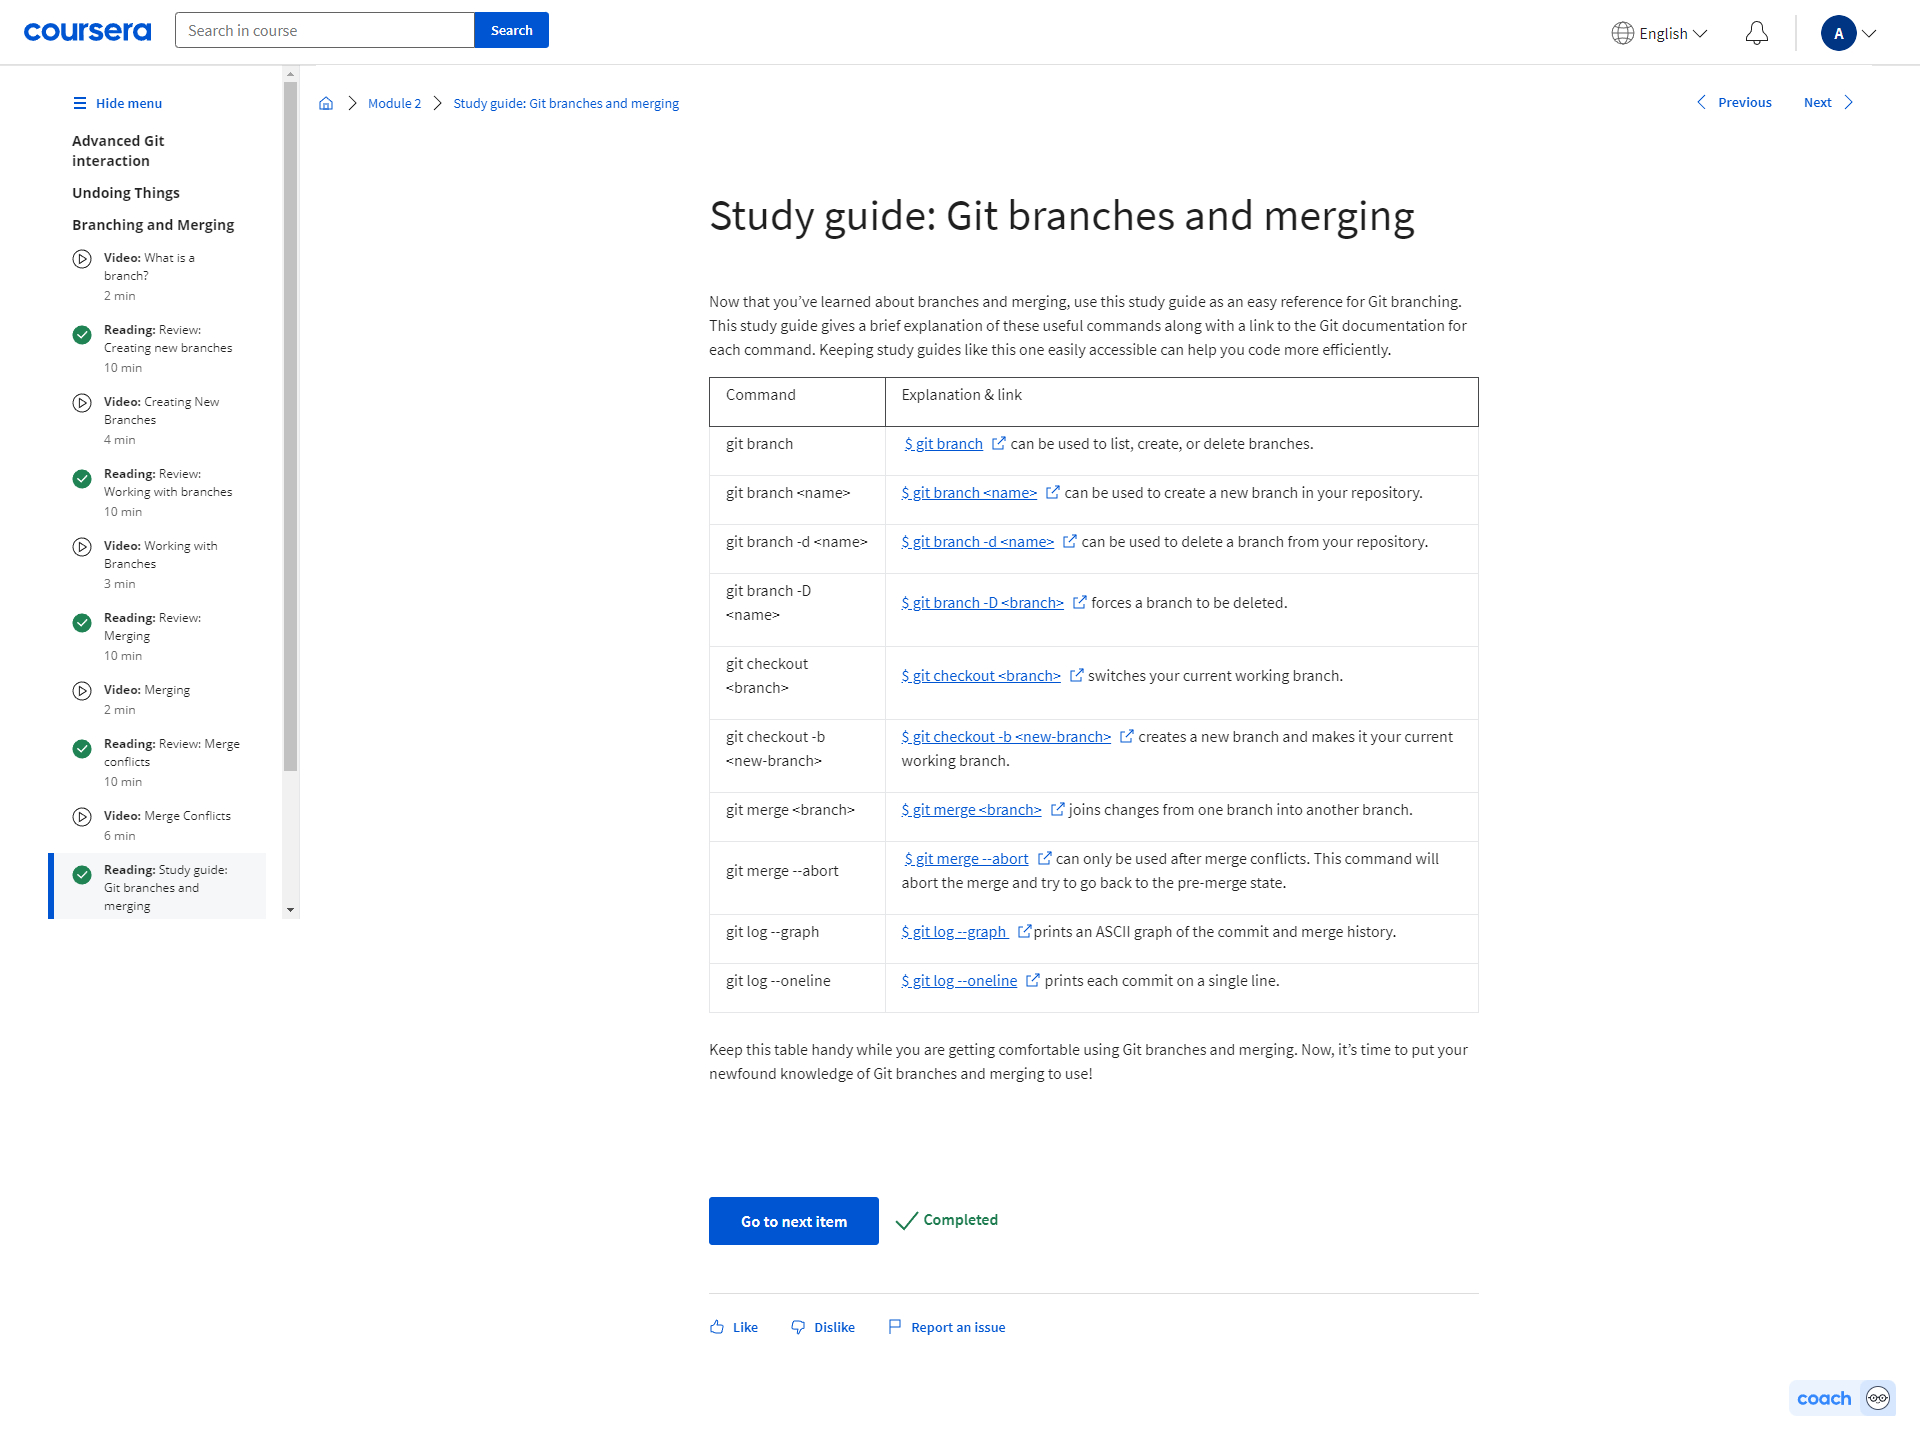 coursera
Search in course
Search
English
A
Hide menu
Advanced Git
interaction
Undoing Things
Branching and Merging
Video: What is a
branch?
2 min
Reading: Review:
Creating new branches
10 min
Video: Creating New
Branches
4 min
Reading: Review:
Working with branches
10 min
Video: Working with
Branches
3 min
Reading: Review:
Merging
10 min
Video: Merging
2 min
Reading: Review: Merge
conflicts
10 min
Video: Merge Conflicts
6 min
Reading: Study guide:
Git branches and
merging
Module 2
Study guide: Git branches and merging
Previous
Next
Study guide: Git branches and merging
Now that you’ve learned about branches and merging, use this study guide as an easy reference for Git branching.
This study guide gives a brief explanation of these useful commands along with a link to the Git documentation for
each command. Keeping study guides like this one easily accessible can help you code more efficiently.
Command
Explanation & link
git branch
$ git branch can be used to list, create, or delete branches.
git branch <name>
$ git branch <name> can be used to create a new branch in your repository.
git branch -d <name>
$ git branch -d <name> can be used to delete a branch from your repository.
git branch -D
<name>
$ git branch -D <branch> forces a branch to be deleted.
git checkout
<branch>
$ git checkout <branch> switches your current working branch.
git checkout -b
<new-branch>
$ git checkout -b <new-branch> creates a new branch and makes it your current
working branch.
git merge <branch>
$ git merge <branch> joins changes from one branch into another branch.
git merge --abort
$ git merge --abort can only be used after merge conflicts. This command will
abort the merge and try to go back to the pre-merge state.
git log --graph
$ git log --graph prints an ASCII graph of the commit and merge history.
git log --oneline
$ git log --oneline prints each commit on a single line.
Keep this table handy while you are getting comfortable using Git branches and merging. Now, it’s time to put your
newfound knowledge of Git branches and merging to use!
Go to next item
Completed
Like
Dislike
Report an issue
coach